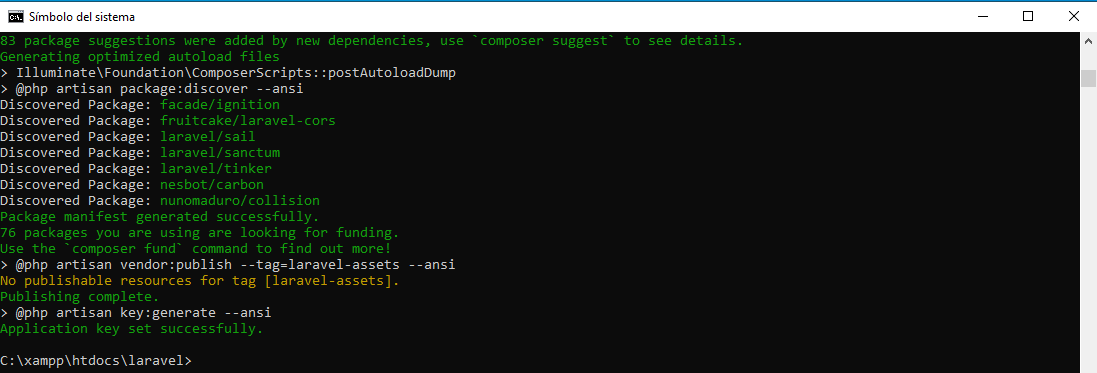 Símbolo del sistema
83 package suggestions were added by new dependencies, use `composer suggest` to see details.
Generating optimized autoload files
> Illuminate\Foundation\ComposerScripts::postAutoloadDump
> @php artisan package:discover --ansi
Discovered Package: facade/ignition
Discovered Package: fruitcake/laravel-cors
Discovered Package: laravel/sail
Discovered Package: laravel/sanctum
Discovered Package: laravel/tinker
Discovered Package: nesbot/carbon
Discovered Package: nunomaduro/collision
Package manifest generated successfully.
76 packages you are using are looking for funding.
Use the `composer fund` command to find out more!
> @php artisan vendor:publish --tag=laravel-assets --ansi
No publishable resources for tag [laravel-assets].
Publishing complete.
> @php artisan key:generate --ansi
Application key set successfully.
C:\xampp\htdocs\laravel>